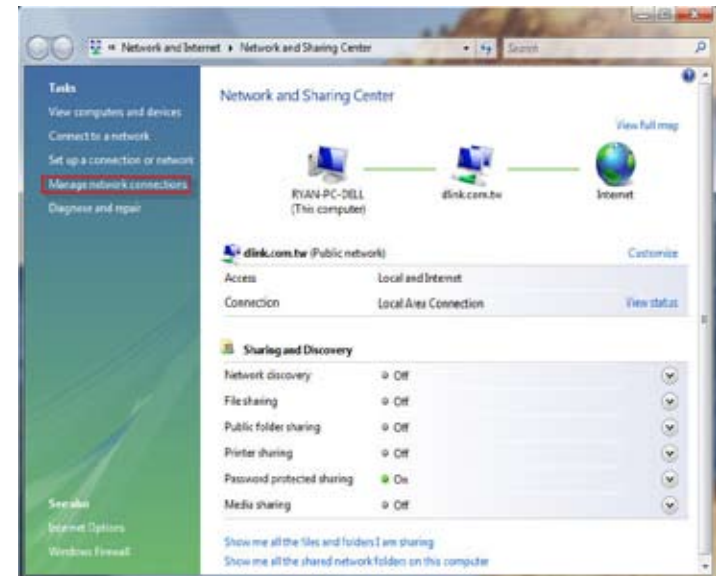 Network and Internet ▸ Network and Sharing Center
Search
Tasks
View computers and devices
Connect to a network
Set up a connection or network
Manage network connections
Diagnose and repair
See also
Internet Options
Windows Firewall
Network and Sharing Center
View full map
RYAN-PC-DELL
(This computer)
dlink.com.tw
Internet
dlink.com.tw (Public network)
Customize
Access Local and Internet
Connection Local Area Connection View status
Sharing and Discovery
Network discovery Off
File sharing Off
Public folder sharing Off
Printer sharing Off
Password protected sharing On
Media sharing Off
Show me all the files and folders I am sharing
Show me all the shared network folders on this computer